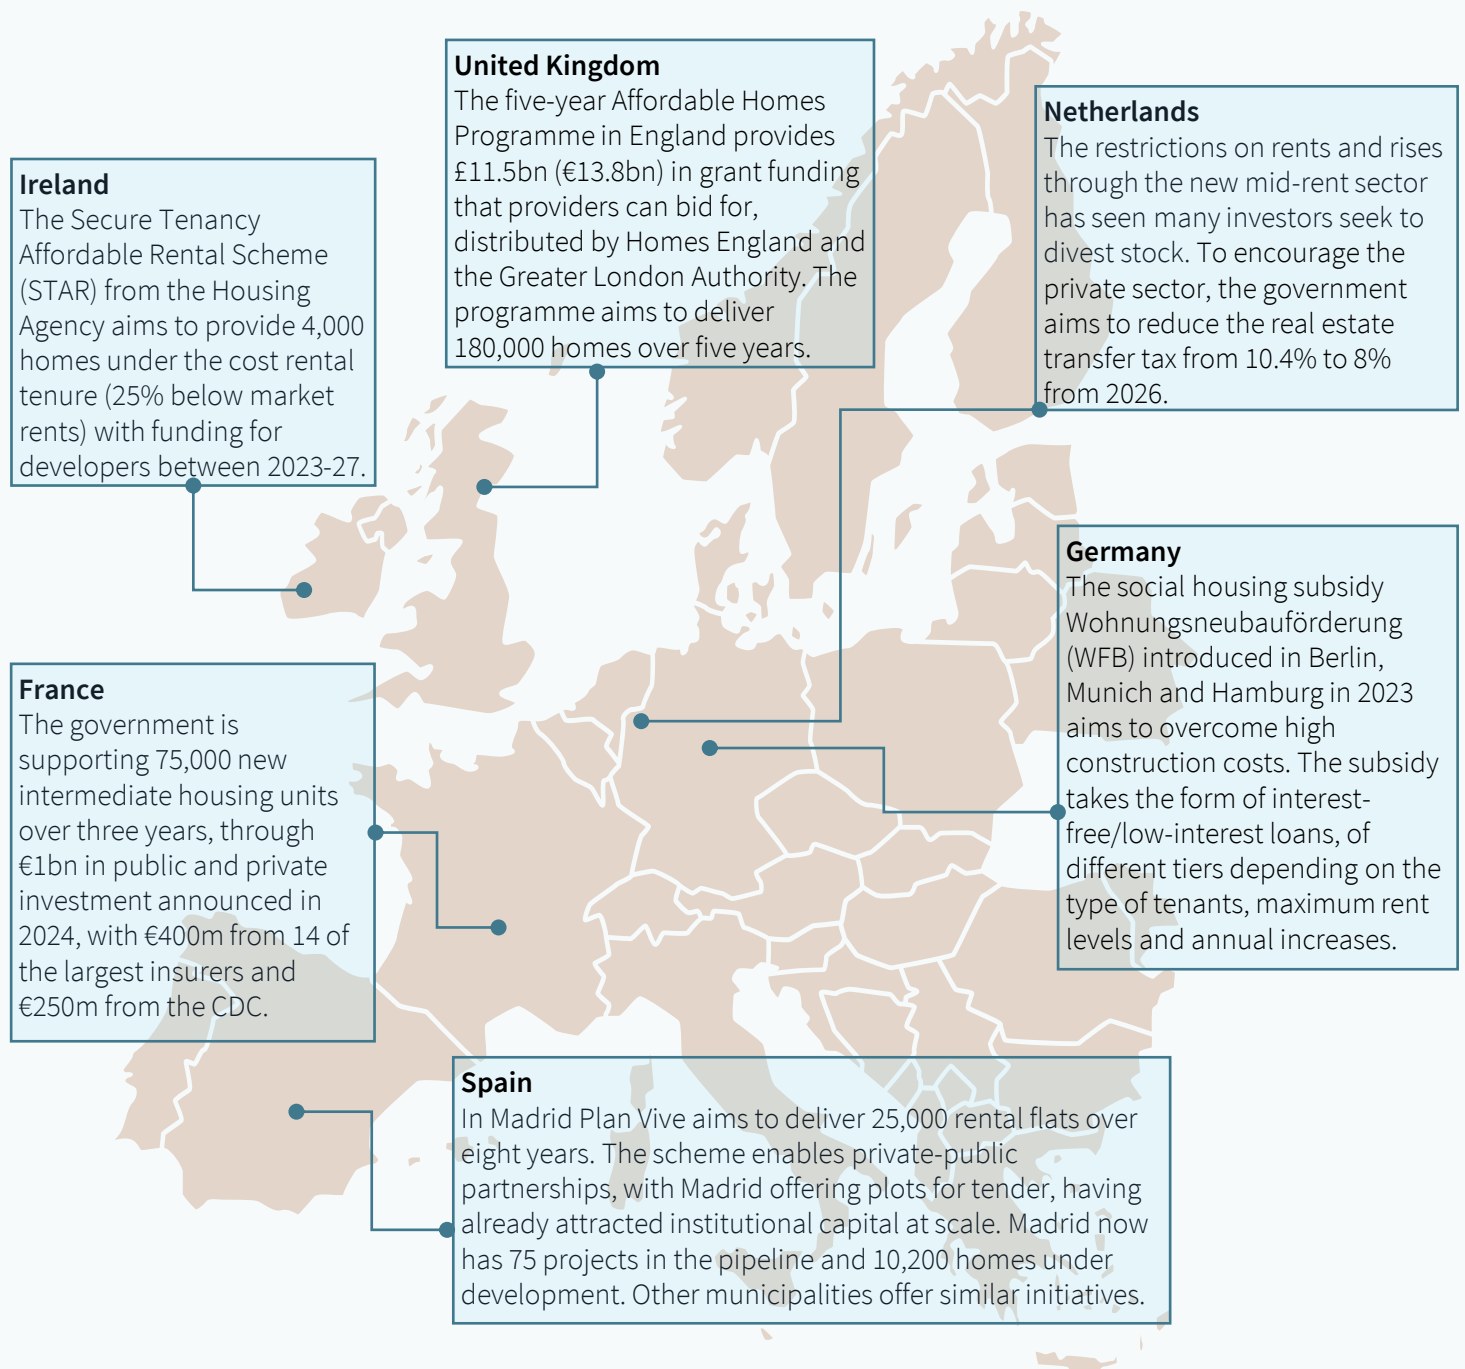 United Kingdom
The five-year Affordable Homes
Programme in England provides
£11.5bn (€13.8bn) in grant funding
that providers can bid for,
distributed by Homes England and
the Greater London Authority. The
programme aims to deliver
180,000 homes over five years.
Netherlands
The restrictions on rents and rises
through the new mid-rent sector
has seen many investors seek to
divest stock. To encourage the
private sector, the government
aims to reduce the real estate
transfer tax from 10.4% to 8%
from 2026.
Ireland
The Secure Tenancy
Affordable Rental Scheme
(STAR) from the Housing
Agency aims to provide 4,000
homes under the cost rental
tenure (25% below market
rents) with funding for
developers between 2023-27.
Germany
The social housing subsidy
Wohnungsneubauförderung
(WFB) introduced in Berlin,
Munich and Hamburg in 2023
aims to overcome high
construction costs. The subsidy
takes the form of interest-
free/low-interest loans, of
different tiers depending on the
type of tenants, maximum rent
levels and annual increases.
France
The government is
supporting 75,000 new
intermediate housing units
over three years, through
€1bn in public and private
investment announced in
2024, with €400m from 14 of
the largest insurers and
€250m from the CDC.
Spain
In Madrid Plan Vive aims to deliver 25,000 rental flats over
eight years. The scheme enables private-public
partnerships, with Madrid offering plots for tender, having
already attracted institutional capital at scale. Madrid now
has 75 projects in the pipeline and 10,200 homes under
development. Other municipalities offer similar initiatives.